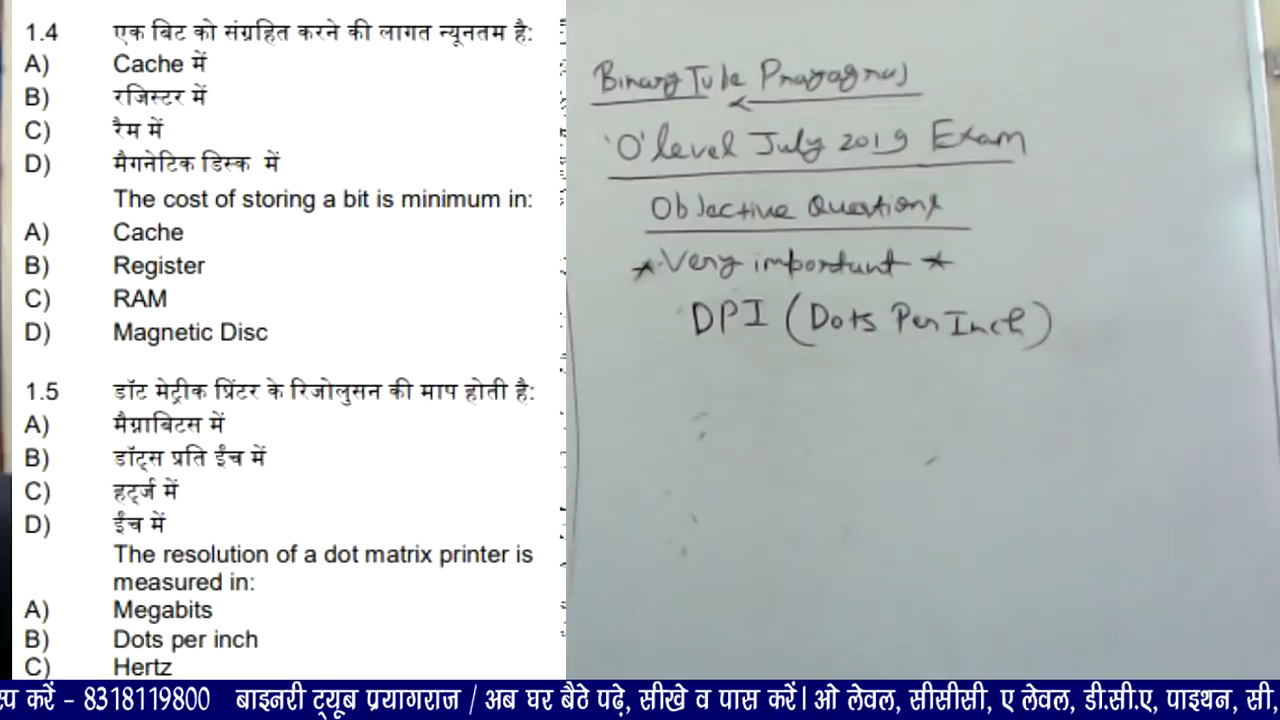 1.4 एक बिट को संग्रहित करने की लागत न्यूनतम है:
A) Cache में
B) रजिस्टर में
C) रैम में
D) मैगनेटिक डिस्क में
The cost of storing a bit is minimum in:
A) Cache
B) Register
C) RAM
D) Magnetic Disc
1.5 डॉट मेट्रीक प्रिंटर के रिजोलुसन की माप होती है:
A) मैग्नाबिटस में
B) डॉट्स प्रति ईंच में
C) हर्ट्ज में
D) ईंच में
The resolution of a dot matrix printer is
measured in:
A) Megabits
B) Dots per inch
C) Hertz
Binary Tube Prayagraj
'O' level July 2019 Exam
Objective Questions
* Very important *
DPI (Dots Per Inch)
करें - 8318119800 बाइनरी ट्यूब प्रयागराज / अब घर बैठे पढ़े, सीखे व पास करें। ओ लेवल, सीसीसी, ए लेवल, डी.सी.ए, पाइथन, सी,